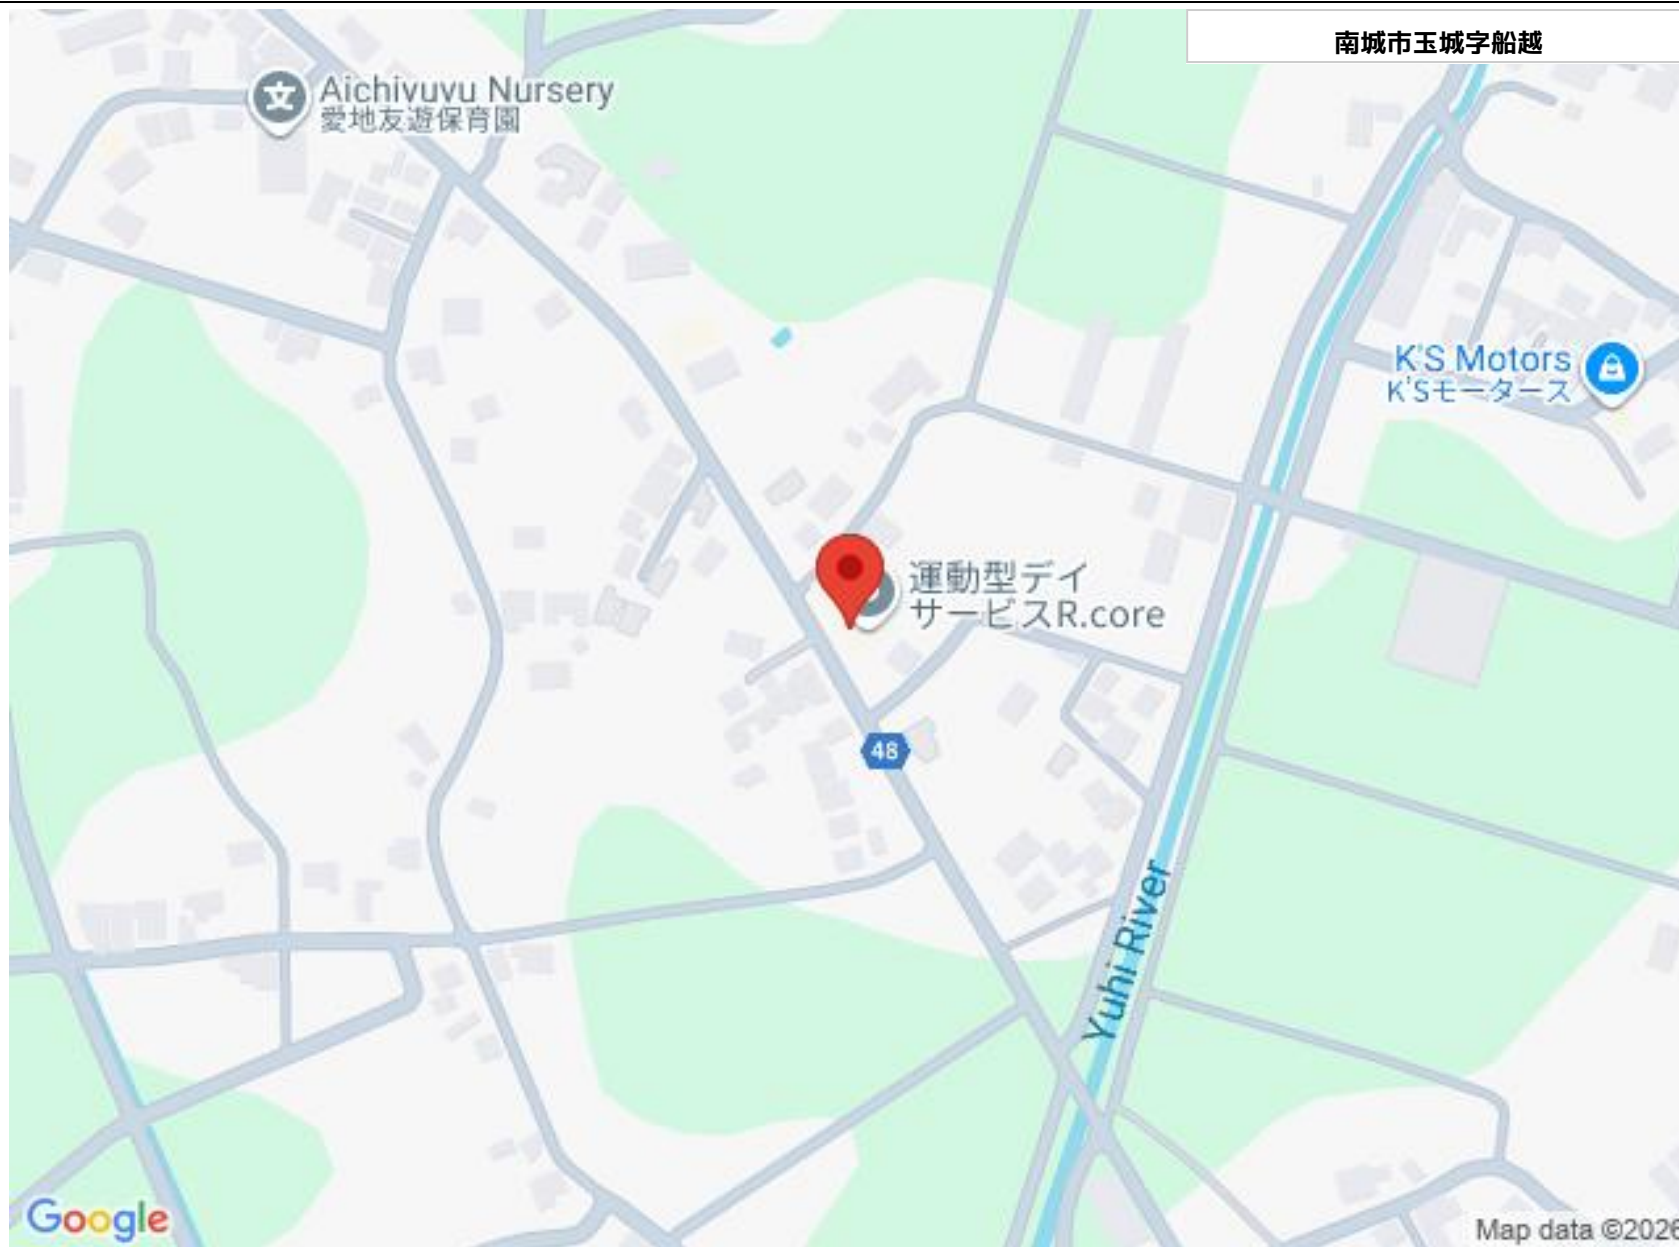 南城市玉城字船越
文
Aichivuvu Nursery
愛地友遊保育園
K'S Motors
K'Sモータース
運動型デイ
サービスR.core
48
Yuhi River
Google
Map data ©2026